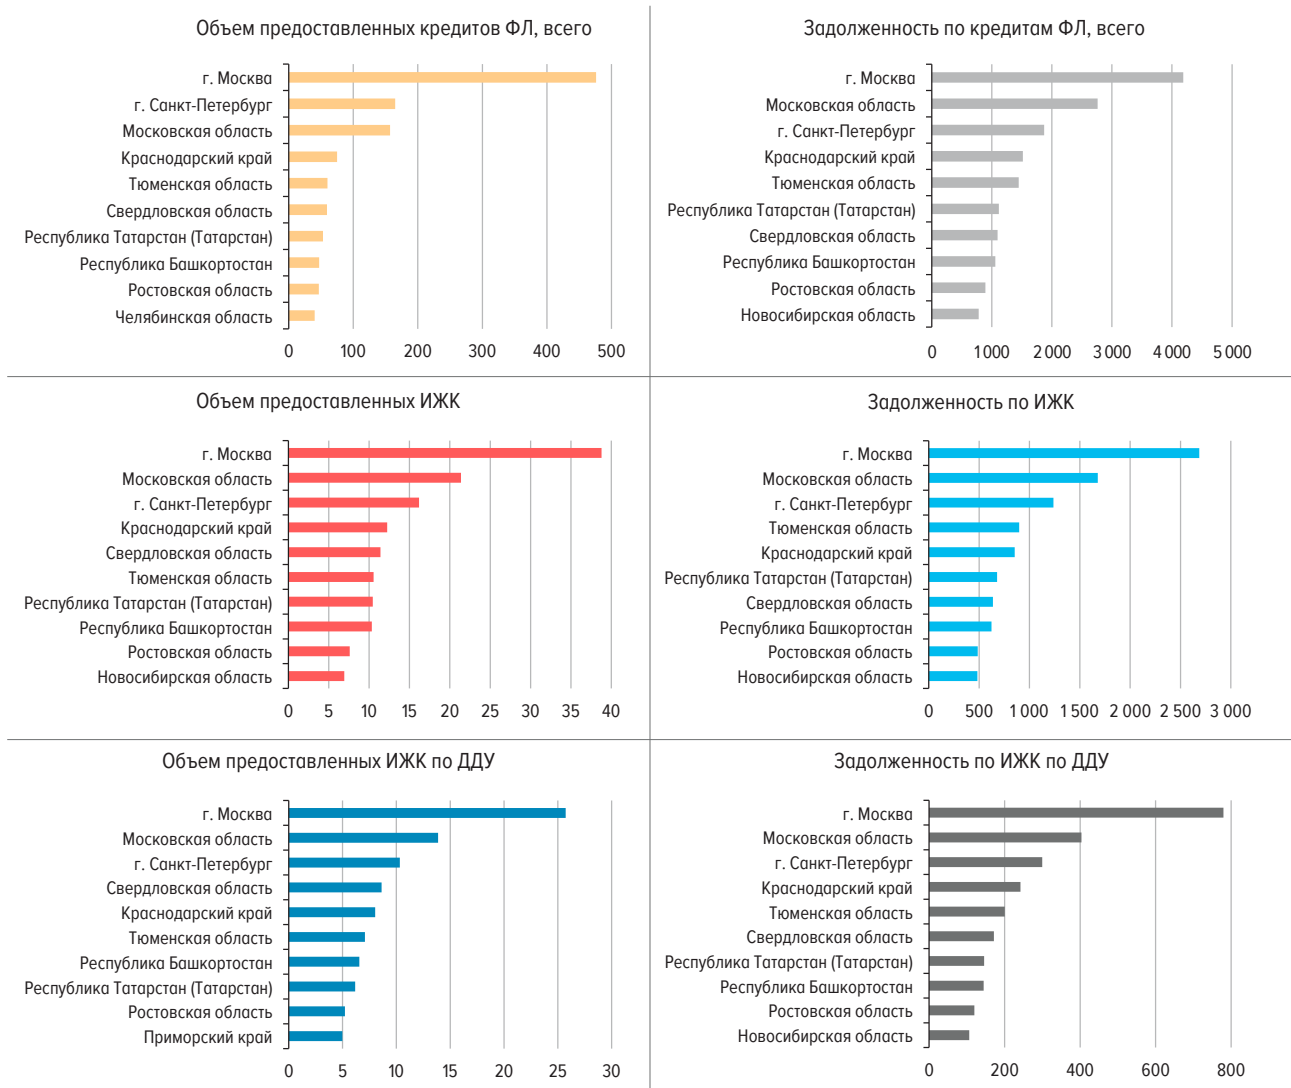 Объем предоставленных кредитов ФЛ, всего
г. Москва
г. Санкт-Петербург
Московская область
Краснодарский край
Тюменская область
Свердловская область
Республика Татарстан (Татарстан)
Республика Башкортостан
Ростовская область
Челябинская область
0 100 200 300 400 500
Задолженность по кредитам ФЛ, всего
г. Москва
Московская область
г. Санкт-Петербург
Краснодарский край
Тюменская область
Республика Татарстан (Татарстан)
Свердловская область
Республика Башкортостан
Ростовская область
Новосибирская область
0 1 000 2 000 3 000 4 000 5 000
Объем предоставленных ИЖК
г. Москва
Московская область
г. Санкт-Петербург
Краснодарский край
Свердловская область
Тюменская область
Республика Татарстан (Татарстан)
Республика Башкортостан
Ростовская область
Новосибирская область
0 5 10 15 20 25 30 35 40
Задолженность по ИЖК
г. Москва
Московская область
г. Санкт-Петербург
Тюменская область
Краснодарский край
Республика Татарстан (Татарстан)
Свердловская область
Республика Башкортостан
Ростовская область
Новосибирская область
0 500 1 000 1 500 2 000 2 500 3 000
Объем предоставленных ИЖК по ДДУ
г. Москва
Московская область
г. Санкт-Петербург
Свердловская область
Краснодарский край
Тюменская область
Республика Башкортостан
Республика Татарстан (Татарстан)
Ростовская область
Приморский край
0 5 10 15 20 25 30
Задолженность по ИЖК по ДДУ
г. Москва
Московская область
г. Санкт-Петербург
Краснодарский край
Тюменская область
Свердловская область
Республика Татарстан (Татарстан)
Республика Башкортостан
Ростовская область
Новосибирская область
0 200 400 600 800